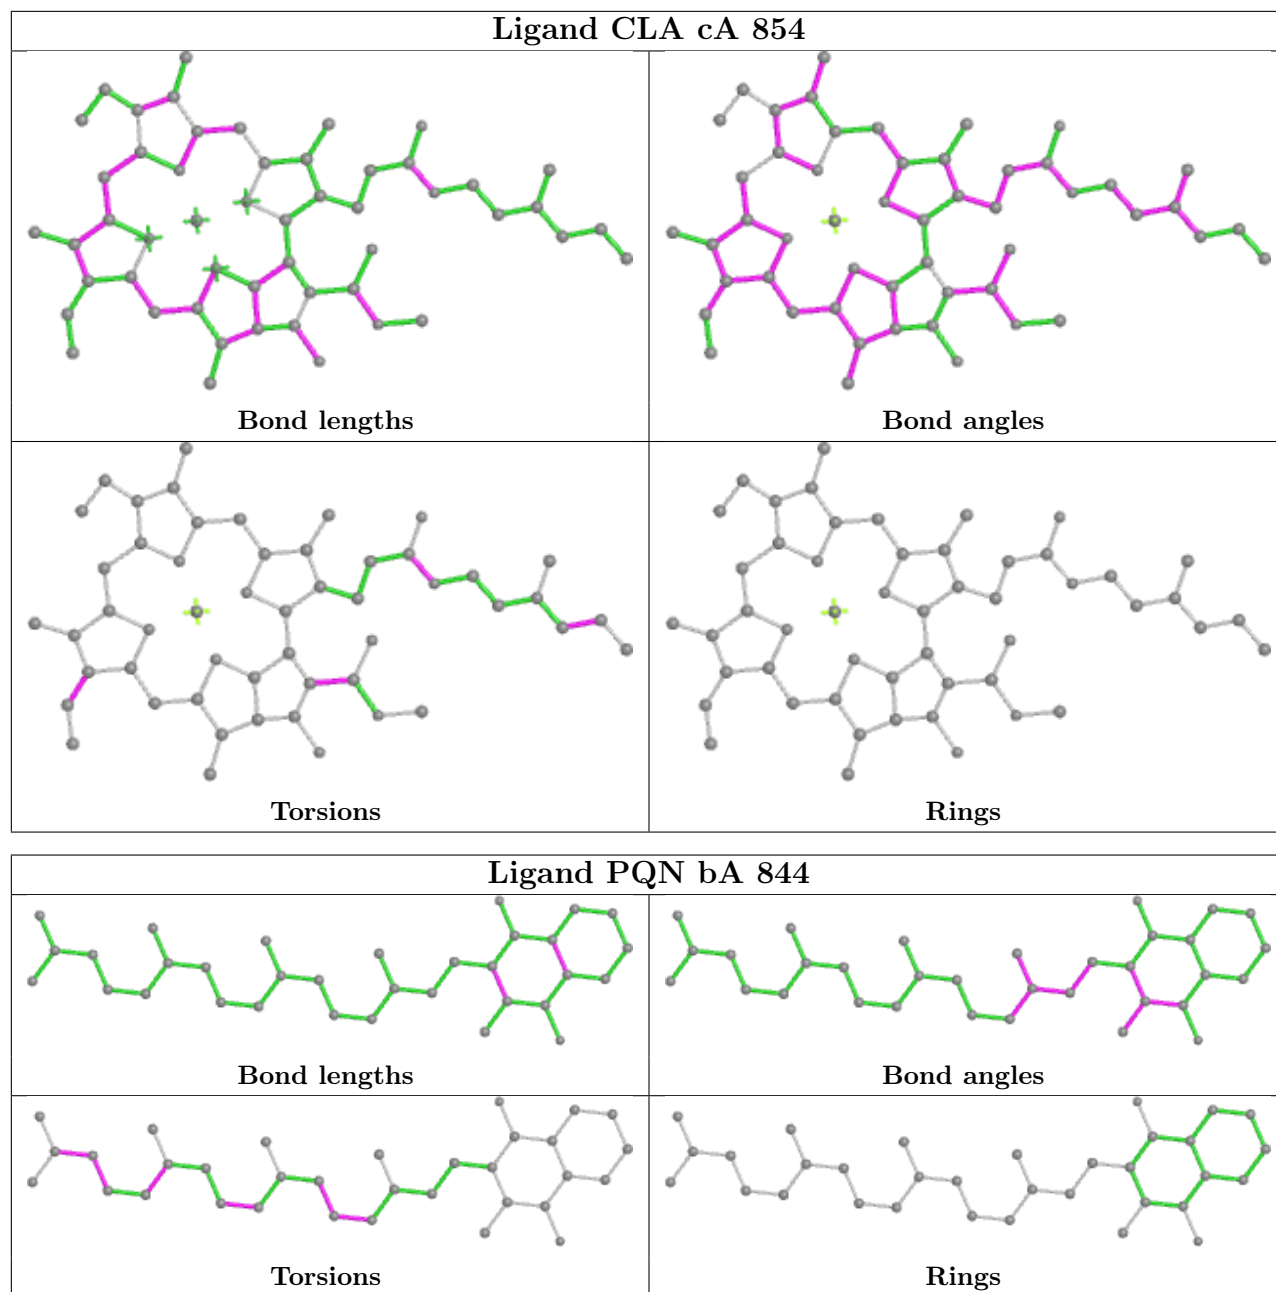 Ligand CLA cA 854
Bond lengths
Bond angles
Torsions
Rings
Ligand PQN bA 844
Bond lengths
Bond angles
Torsions
Rings